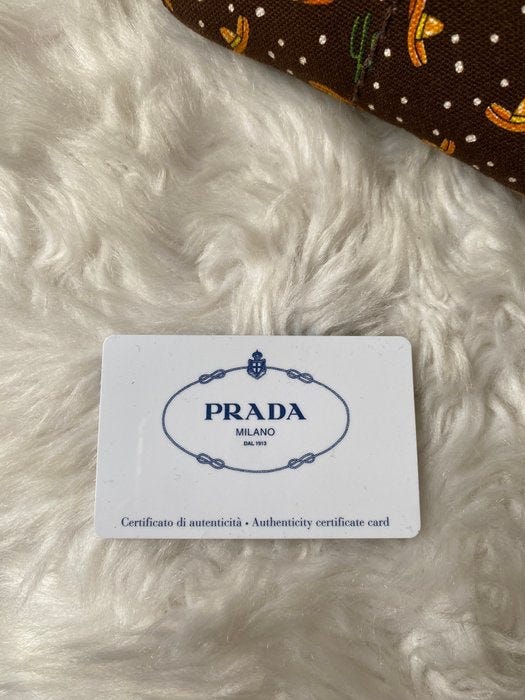 PRADA
MILANO
DAL 1913
Certificato di autenticità • Authenticity certificate card